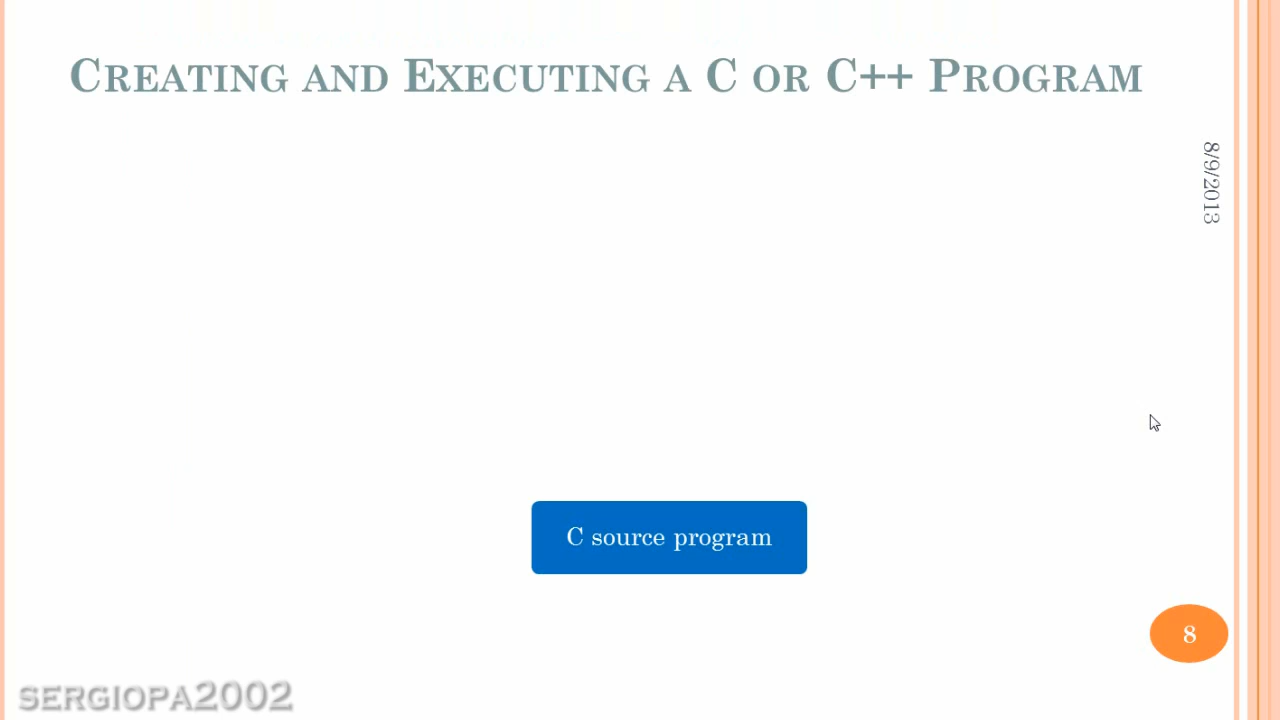 CREATING AND EXECUTING A C OR C++ PROGRAM
8/9/2013
C source program
8
SERGIOPA2002